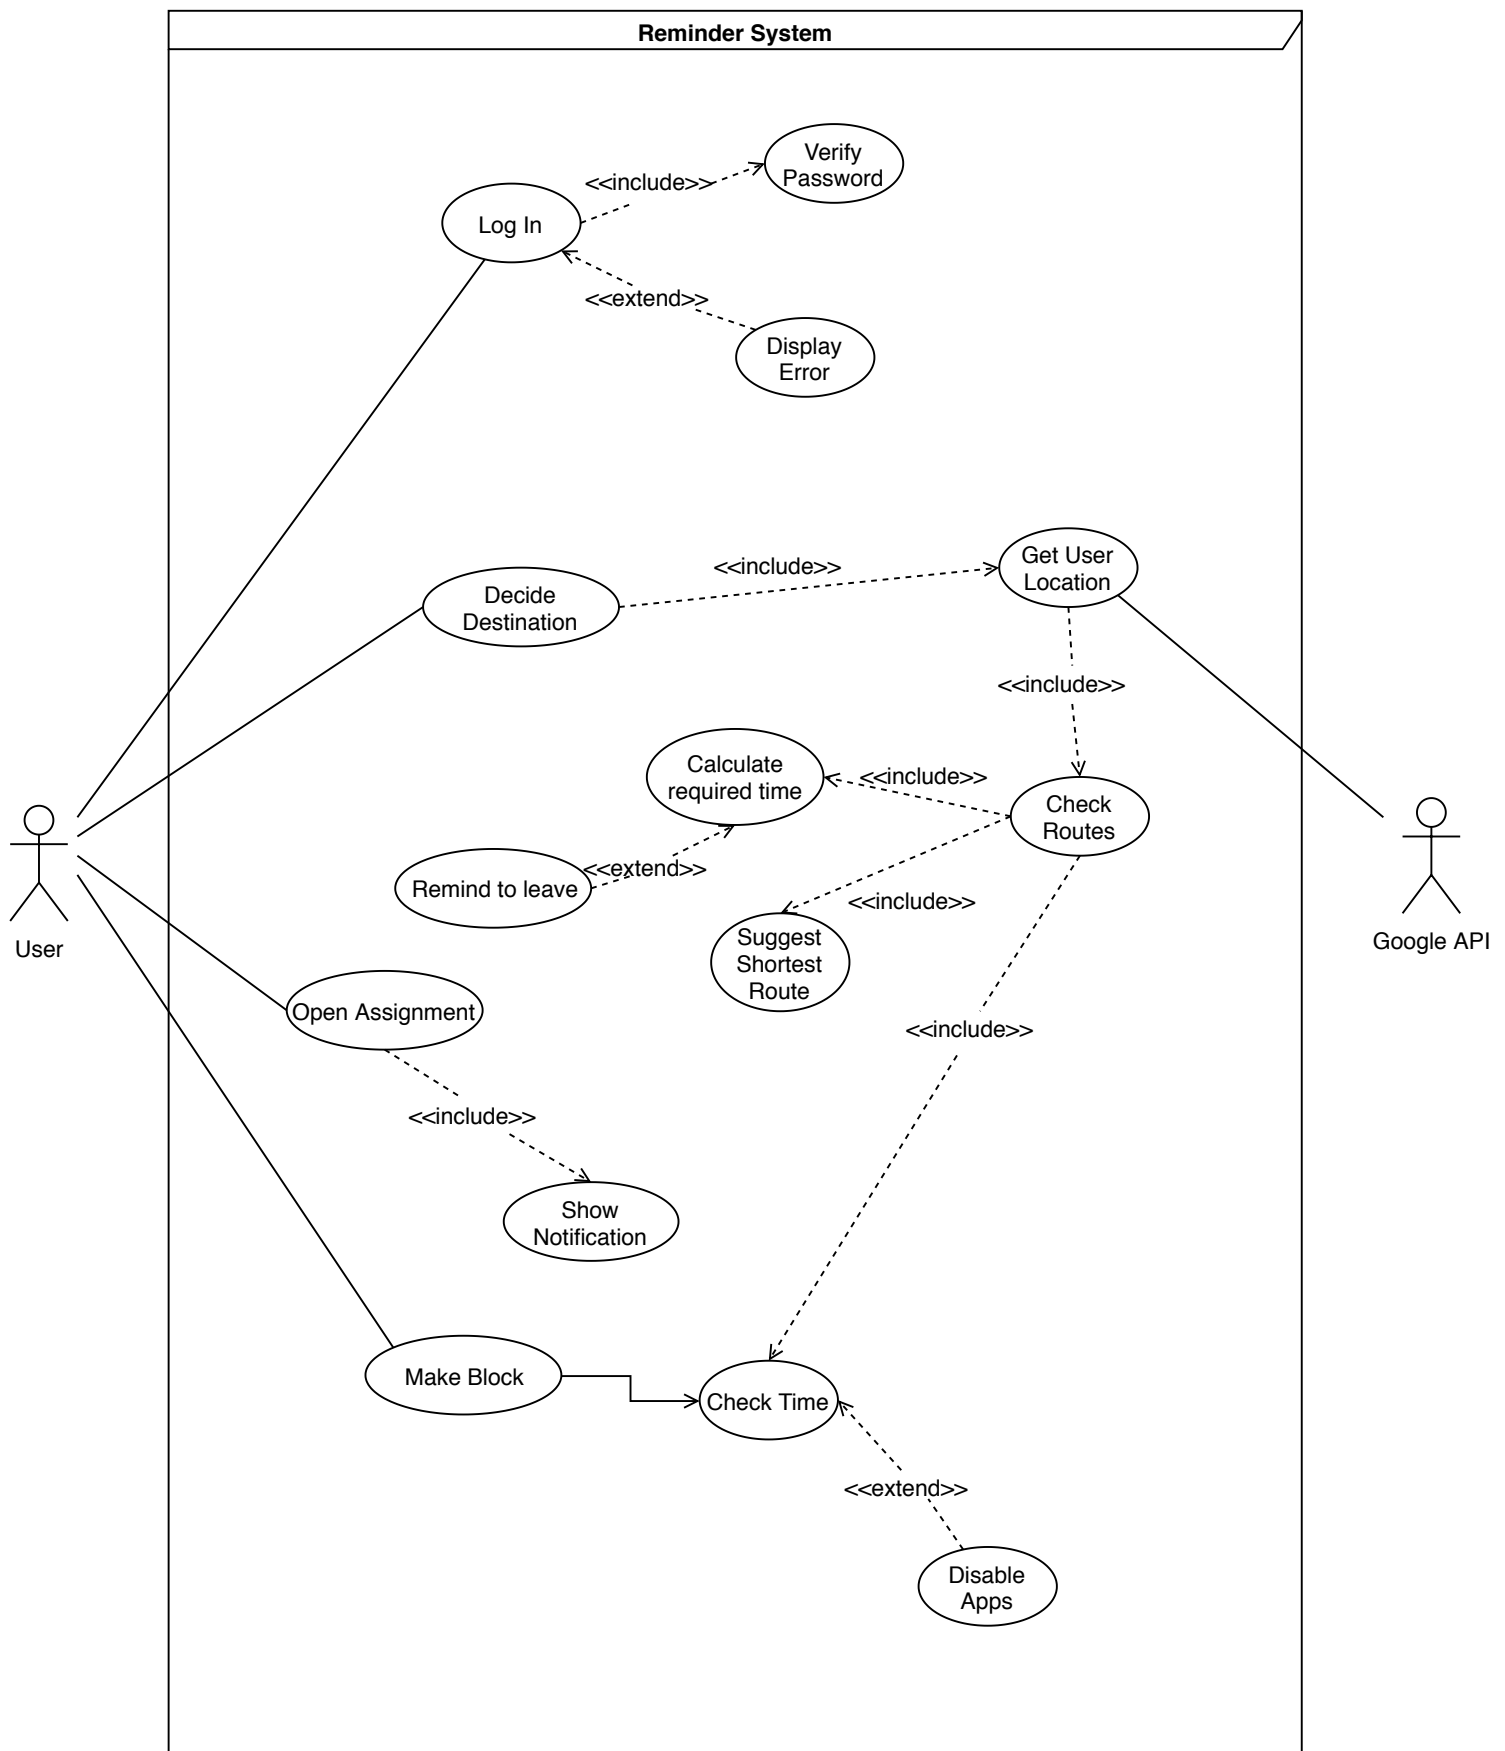 Reminder System
Verify
Password
<<include>>
Log In
<<extend>>
Display
Error
Get User
Location
<<include>>
Decide
Destination
<<include>>
Calculate
required time
<<include>>
Check
Routes
<<extend>>
Remind to leave
<<include>>
Suggest
Shortest
Route
User
Google API
Open Assignment
<<include>>
<<include>>
Show
Notification
Make Block
Check Time
<<extend>>
Disable
Apps